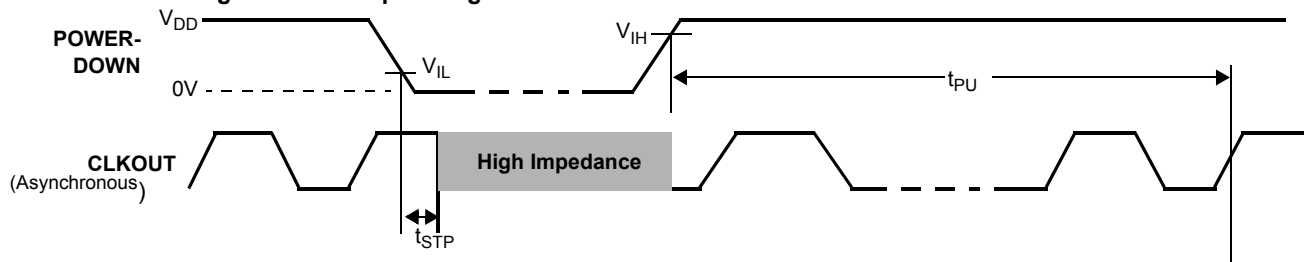 V_DD
POWER-
DOWN
V_IL
0V
V_IH
t_PU
CLKOUT
(Asynchronous)
High Impedance
t_STP